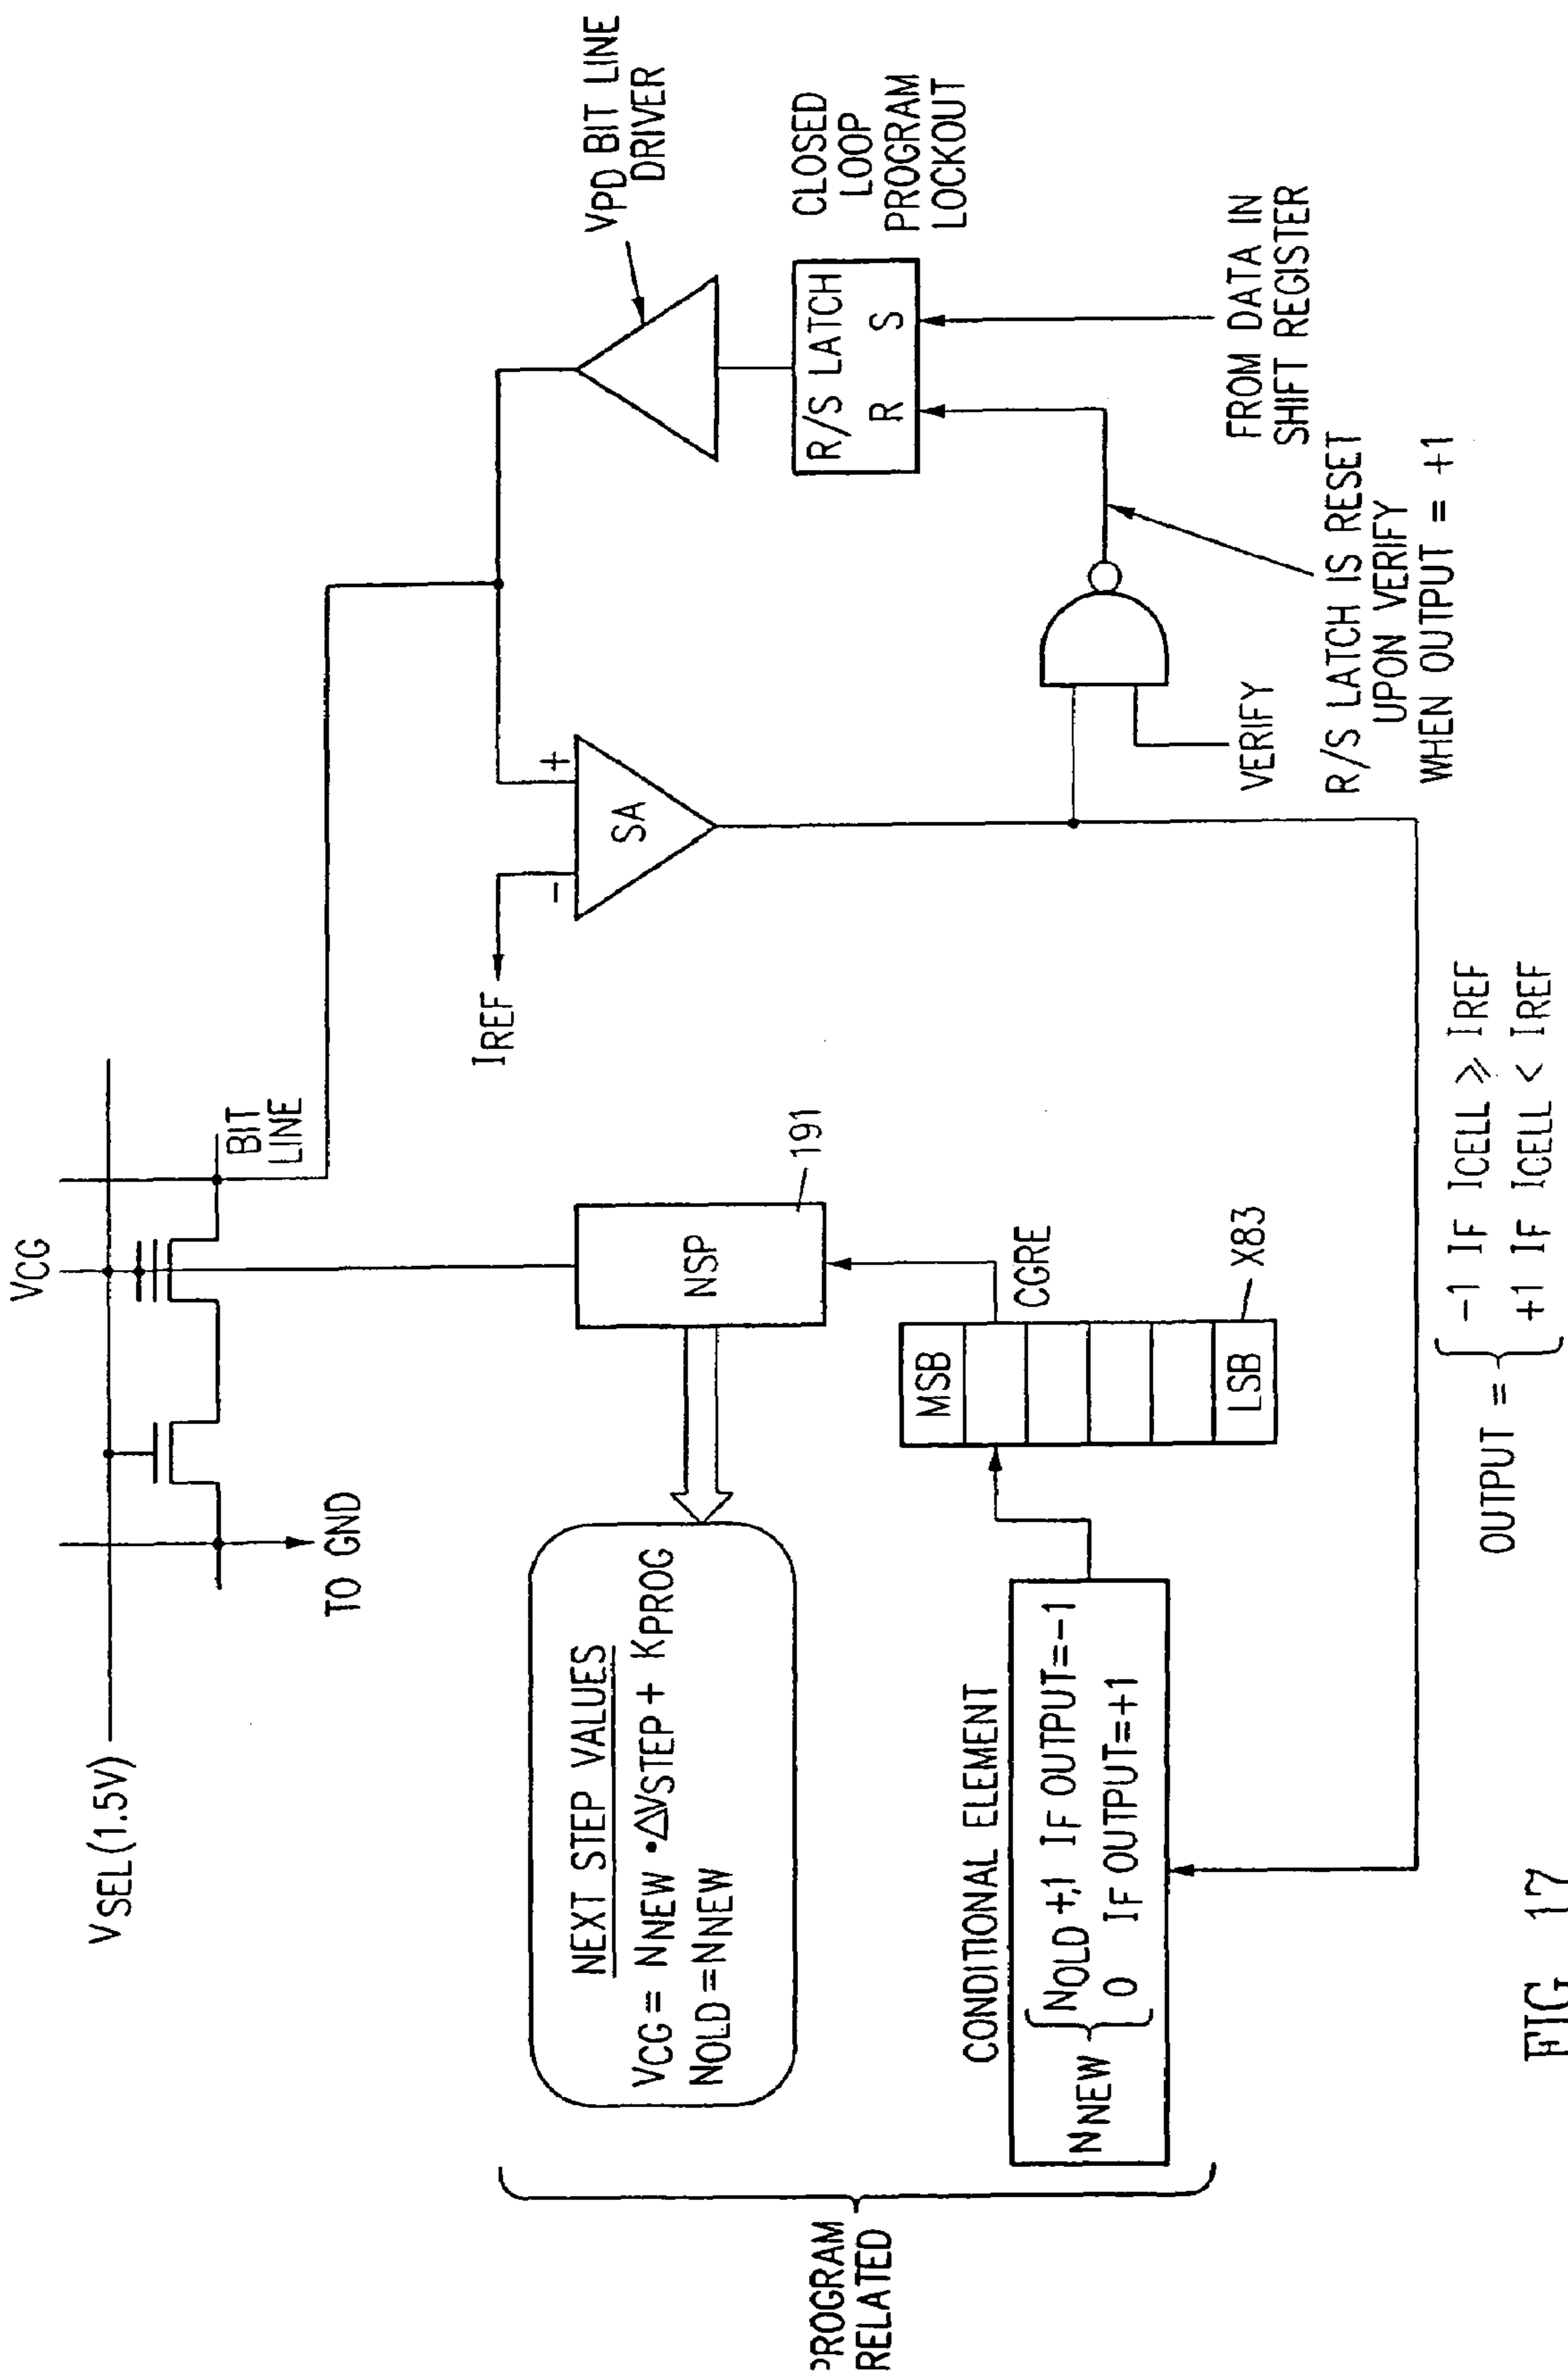 VSEL(1.5V)
VCG
BIT
LINE
TO GND
VPD BIT LINE
DRIVER
IREF
-
+
SA
CLOSED
LOOP
PROGRAM
LOCKOUT
R/S LATCH
R S
FROM DATA IN
SHIFT REGISTER
VERIFY
R/S LATCH IS RESET
UPON VERIFY
WHEN OUTPUT = +1
NEXT STEP VALUES
VCG = NNEW •ΔVSTEP + KPROG
NOLD = NNEW
NSP
191
CGRE
MSB
LSB
X83
PROGRAM
RELATED
CONDITIONAL ELEMENT
NNEW { NOLD +,1 IF OUTPUT=-1
0 IF OUTPUT=+1
OUTPUT = { -1 IF ICELL ⩾ IREF
+1 IF ICELL < IREF
FIG. 17